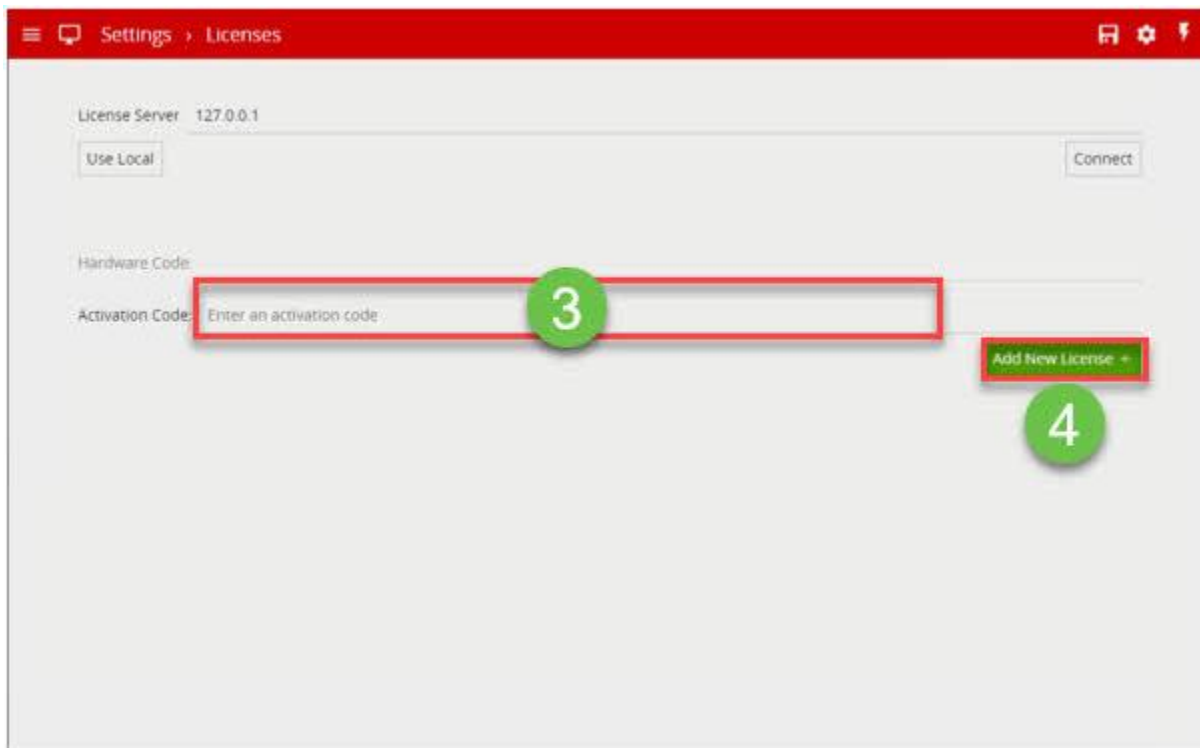 Settings › Licenses
License Server 127.0.0.1
Use Local Connect
Hardware Code
Activation Code: Enter an activation code
3
Add New License +
4